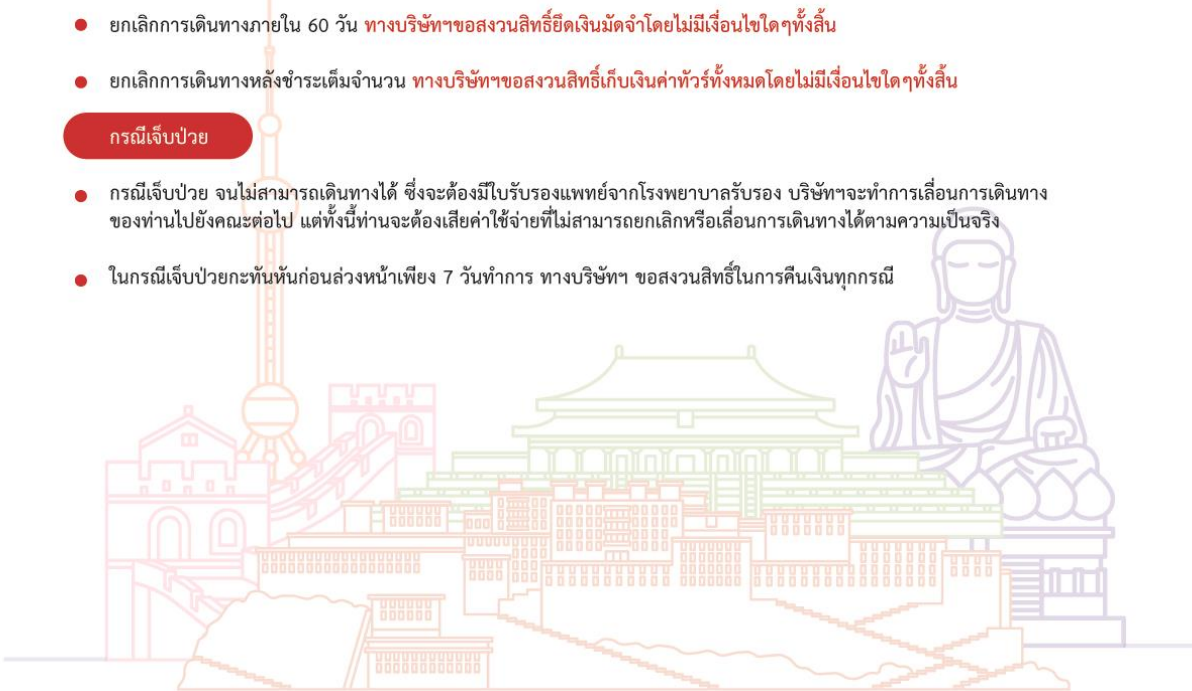 ยกเลิกการเดินทางภายใน 60 วัน ทางบริษัทฯขอสงวนสิทธิ์ยึดเงินมัดจำโดยไม่มีเงื่อนไขใดๆทั้งสิ้น
ยกเลิกการเดินทางหลังชำระเต็มจำนวน ทางบริษัทฯขอสงวนสิทธิ์เก็บเงินค่าทัวร์ทั้งหมดโดยไม่มีเงื่อนไขใดๆทั้งสิ้น
กรณีเจ็บป่วย
กรณีเจ็บป่วย จนไม่สามารถเดินทางได้ ซึ่งจะต้องมีใบรับรองแพทย์จากโรงพยาบาลรับรอง บริษัทฯจะทำการเลื่อนการเดินทาง
ของท่านไปยังคณะต่อไป แต่ทั้งนี้ท่านจะต้องเสียค่าใช้จ่ายที่ไม่สามารถยกเลิกหรือเลื่อนการเดินทางได้ตามความเป็นจริง
ในกรณีเจ็บป่วยกะทันหันก่อนล่วงหน้าเพียง 7 วันทำการ ทางบริษัทฯ ขอสงวนสิทธิ์ในการคืนเงินทุกกรณี